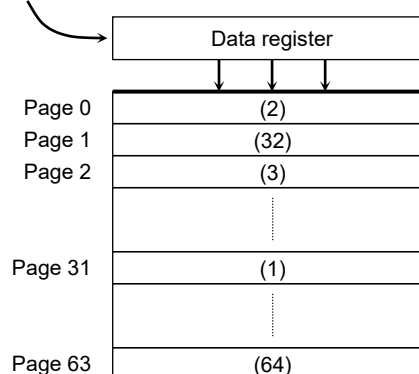 Data register
Page 0 (2)
Page 1 (32)
Page 2 (3)
Page 31 (1)
Page 63 (64)